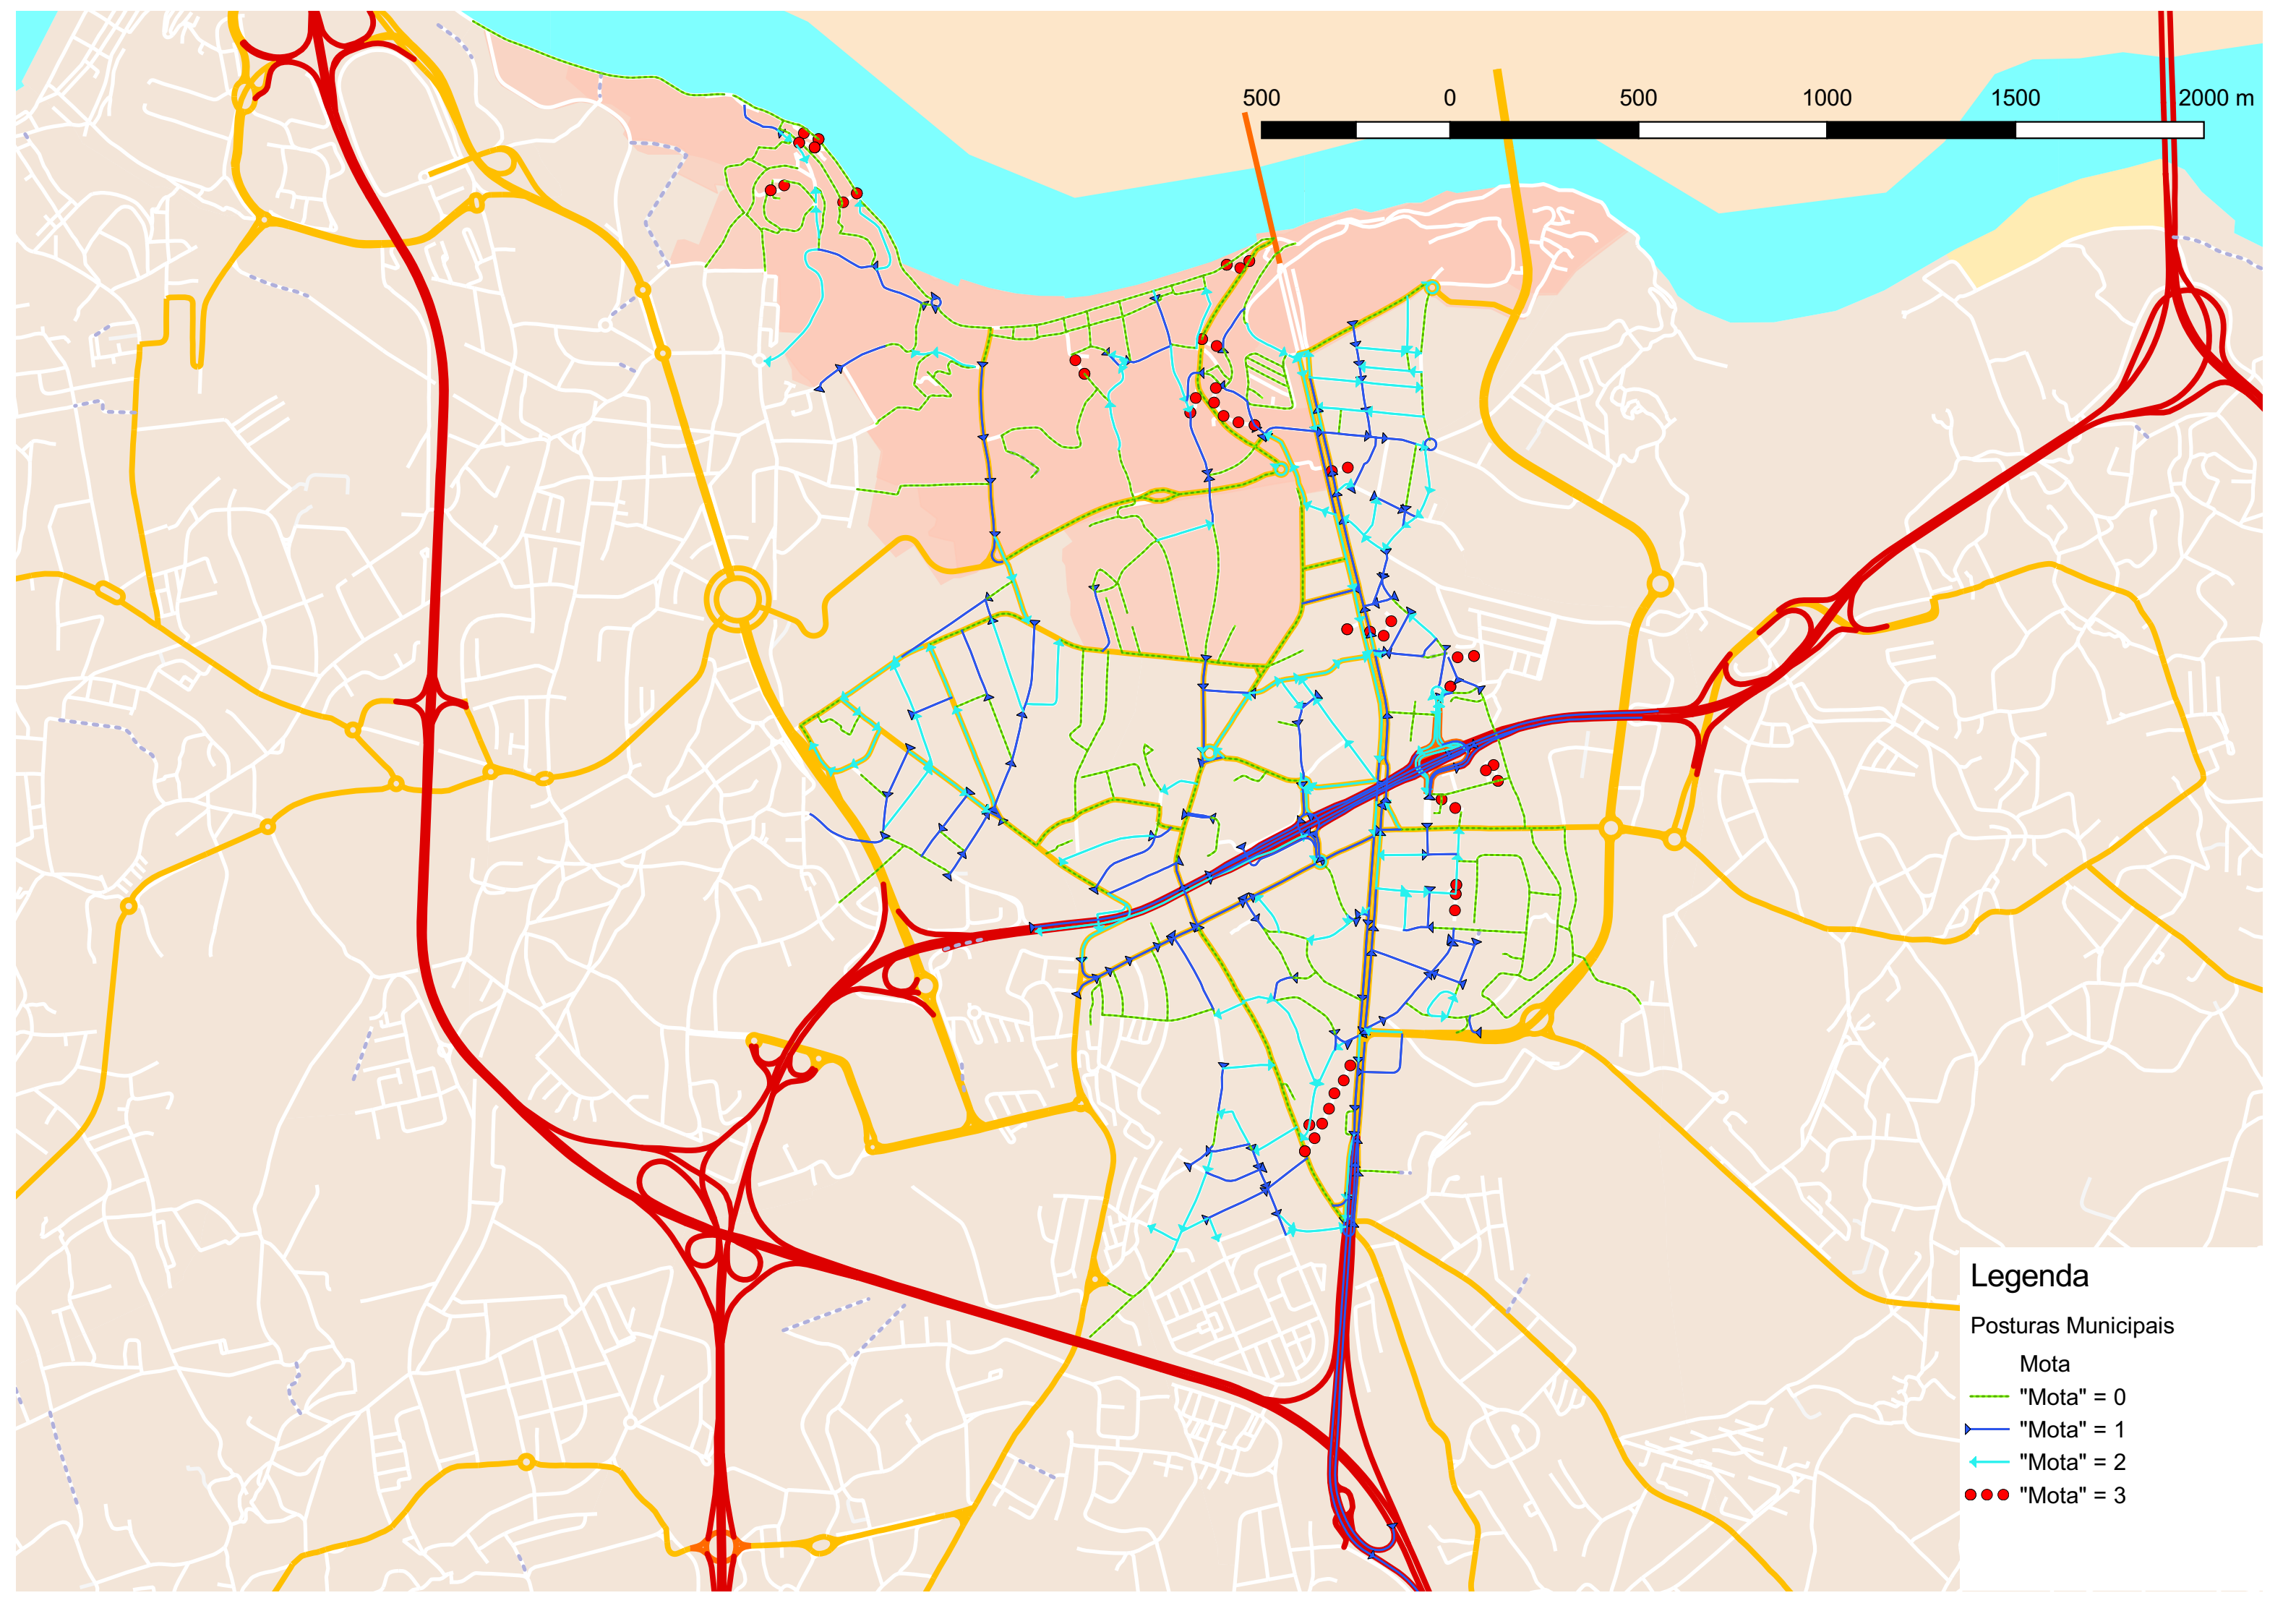 500 0 500 1000 1500 2000 m
Legenda
Posturas Municipais
Mota
"Mota" = 0
"Mota" = 1
"Mota" = 2
"Mota" = 3